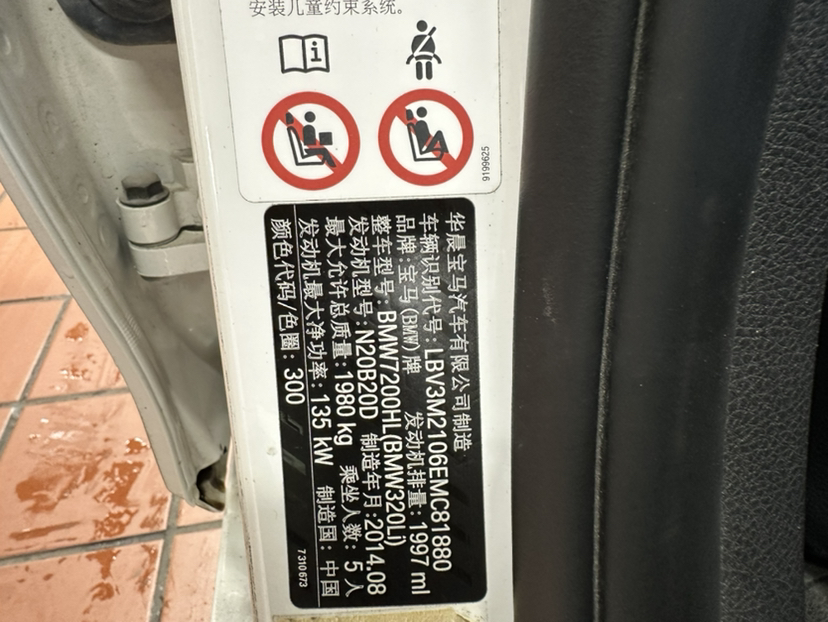 安装儿童约束系统。
9199625
华晨宝马汽车有限公司制造
车辆识别代号:LBV3M2106EMC81880
品牌:宝马(BMW)牌 发动机排量:1997 ml
整车型号:BMW7200HL(BMW320Li)
发动机型号:N20B20D 制造年月:2014.08
最大允许总质量:1980 kg 乘坐人数:5人
发动机最大净功率:135 kW 制造国:中国
颜色代码/色圈:300
7310673